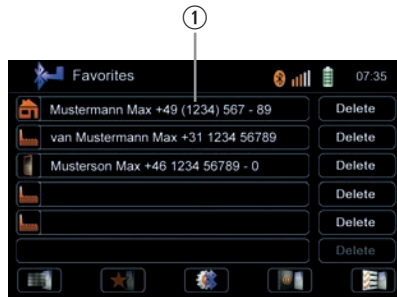 1
Favorites 07:35
Mustermann Max +49 (1234) 567 - 89 Delete
van Mustermann Max +31 1234 56789 Delete
Musterson Max +46 1234 56789 - 0 Delete
Delete
Delete
Delete